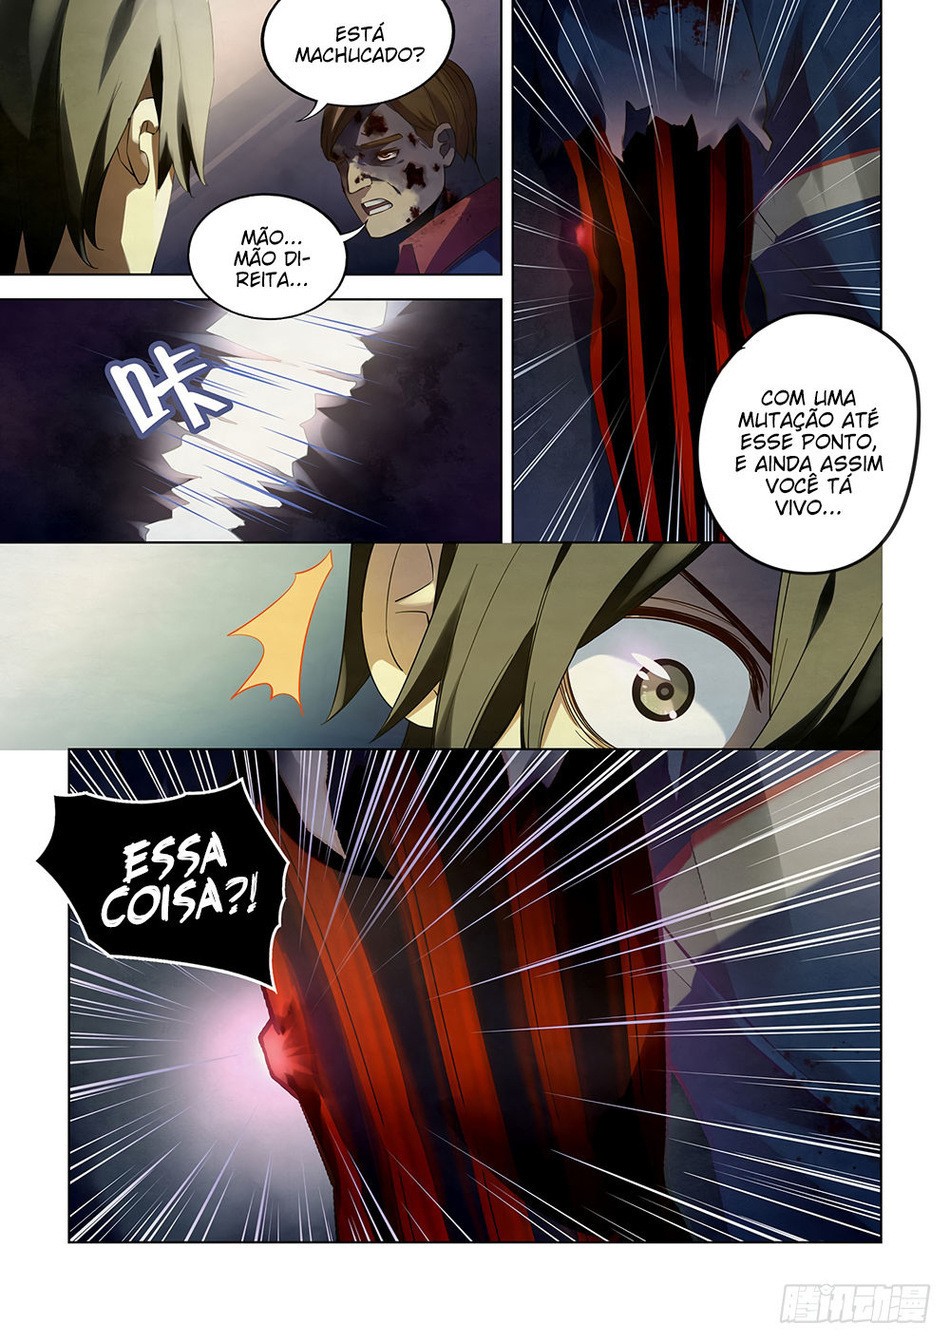 ESTÁ
MACHUCADO?
MÃO...
MÃO DI-
REITA...
COM UMA
MUTAÇÃO ATÉ
ESSE PONTO,
E AINDA ASSIM
VOCÊ TÁ
VIVO...
咔
ESSA
COISA?!
腾讯动漫